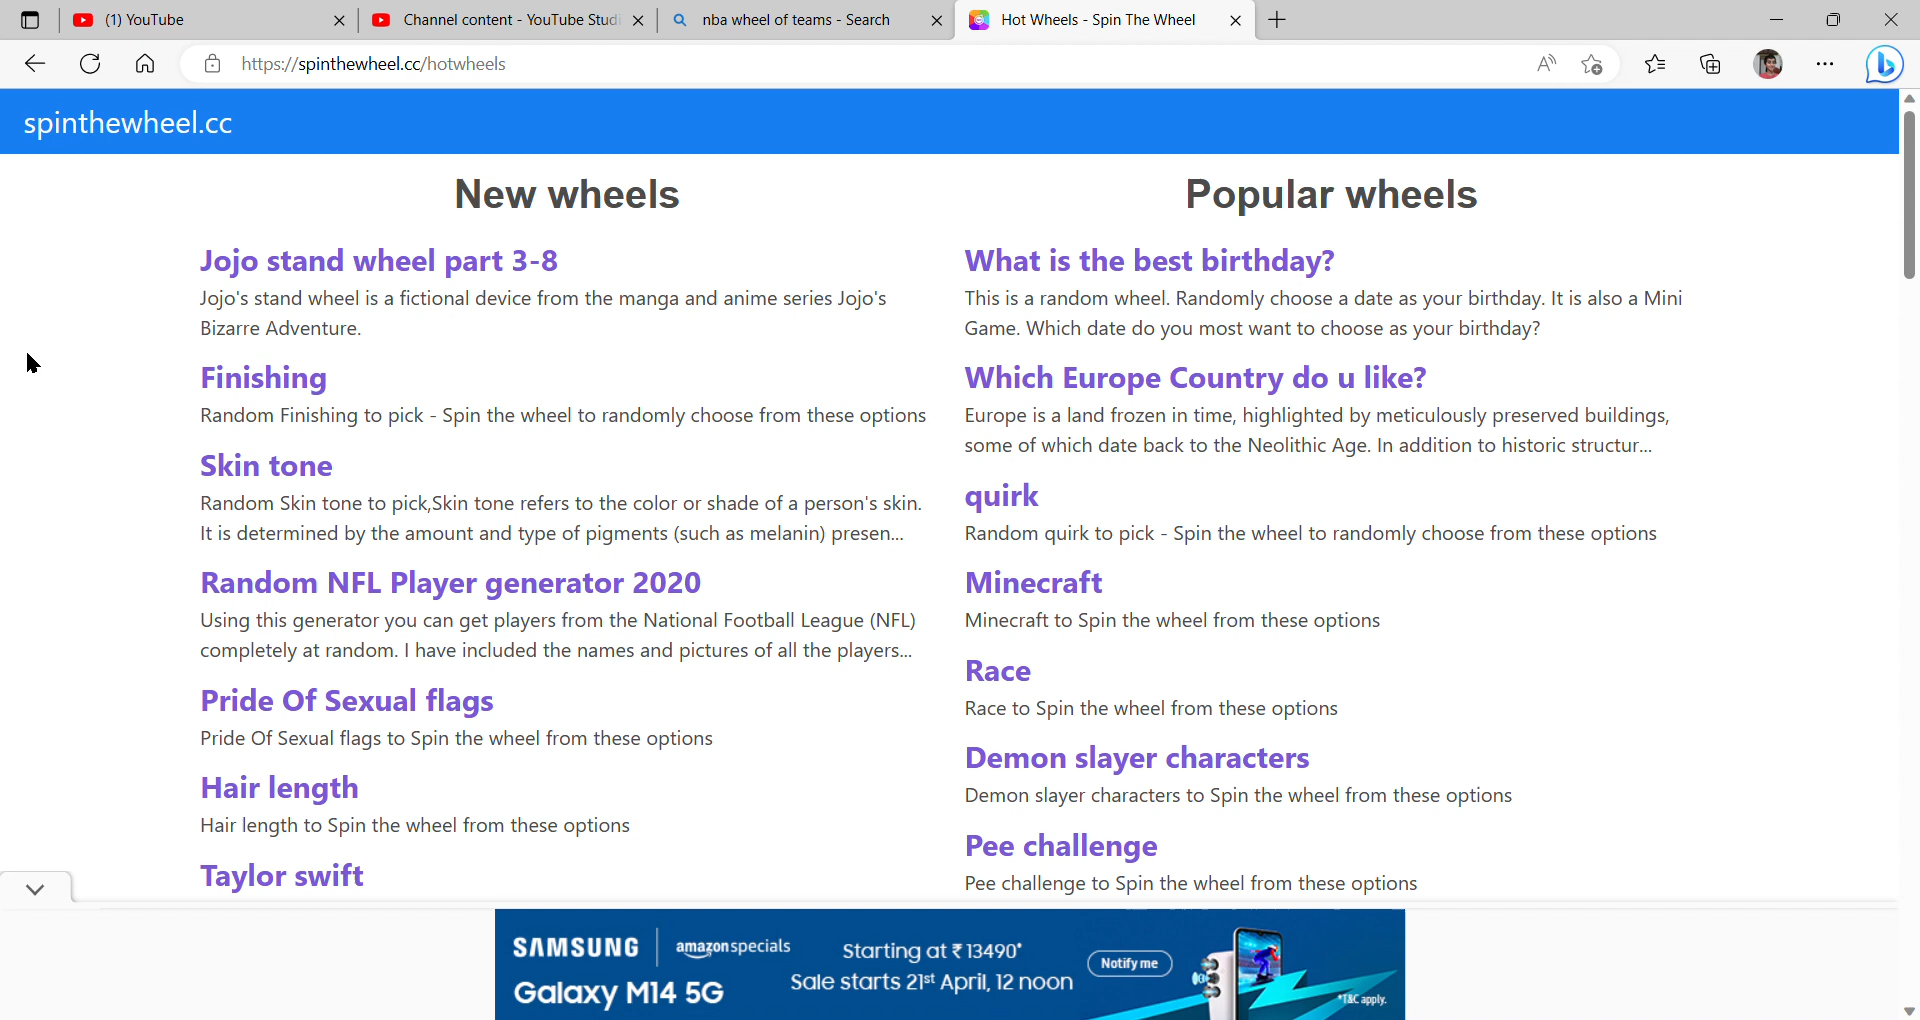 (1) YouTube
Channel content - YouTube Studi
nba wheel of teams - Search
Hot Wheels - Spin The Wheel
https://spinthewheel.cc/hotwheels
spinthewheel.cc
New wheels
Jojo stand wheel part 3-8
Jojo's stand wheel is a fictional device from the manga and anime series Jojo's
Bizarre Adventure.
Finishing
Random Finishing to pick - Spin the wheel to randomly choose from these options
Skin tone
Random Skin tone to pick,Skin tone refers to the color or shade of a person's skin.
It is determined by the amount and type of pigments (such as melanin) presen...
Random NFL Player generator 2020
Using this generator you can get players from the National Football League (NFL)
completely at random. I have included the names and pictures of all the players...
Pride Of Sexual flags
Pride Of Sexual flags to Spin the wheel from these options
Hair length
Hair length to Spin the wheel from these options
Taylor swift
Popular wheels
What is the best birthday?
This is a random wheel. Randomly choose a date as your birthday. It is also a Mini
Game. Which date do you most want to choose as your birthday?
Which Europe Country do u like?
Europe is a land frozen in time, highlighted by meticulously preserved buildings,
some of which date back to the Neolithic Age. In addition to historic structur...
quirk
Random quirk to pick - Spin the wheel to randomly choose from these options
Minecraft
Minecraft to Spin the wheel from these options
Race
Race to Spin the wheel from these options
Demon slayer characters
Demon slayer characters to Spin the wheel from these options
Pee challenge
Pee challenge to Spin the wheel from these options
SAMSUNG
amazonspecials
Galaxy M14 5G
Starting at ₹13490*
Sale starts 21st April, 12 noon
Notify me
*T&C apply.